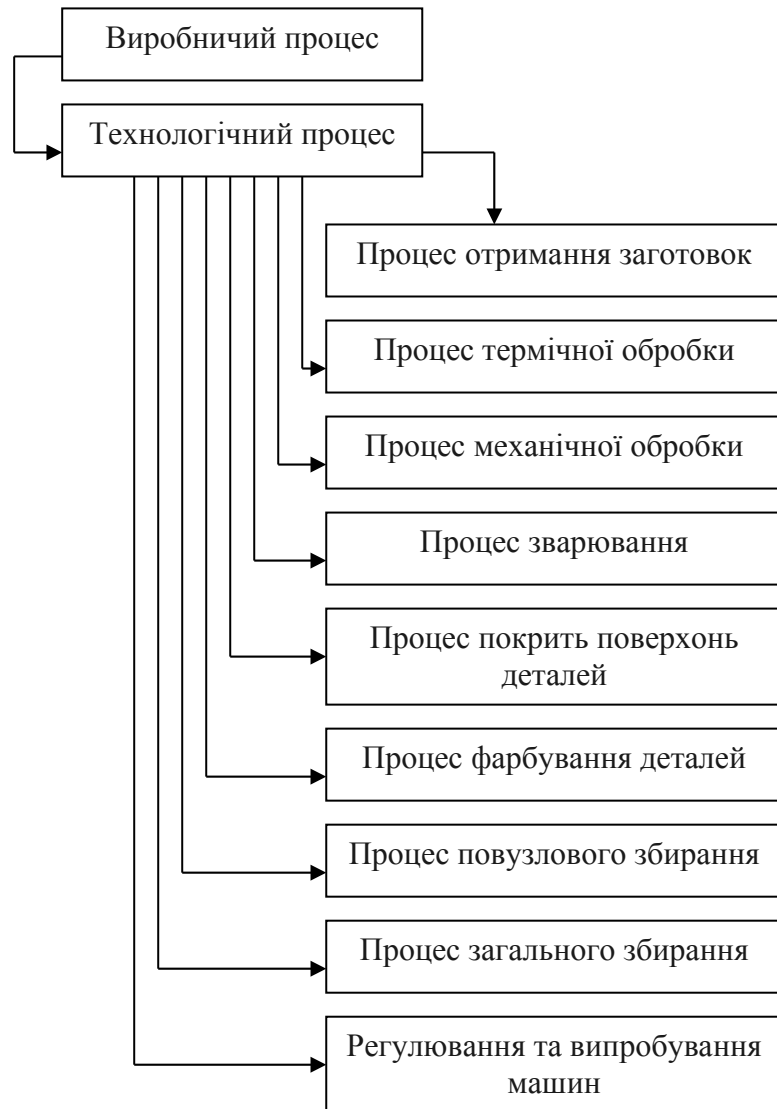 Виробничий процес
Технологічний процес
Процес отримання заготовок
Процес термічної обробки
Процес механічної обробки
Процес зварювання
Процес покрить поверхонь
деталей
Процес фарбування деталей
Процес повузлового збирання
Процес загального збирання
Регулювання та випробування
машин